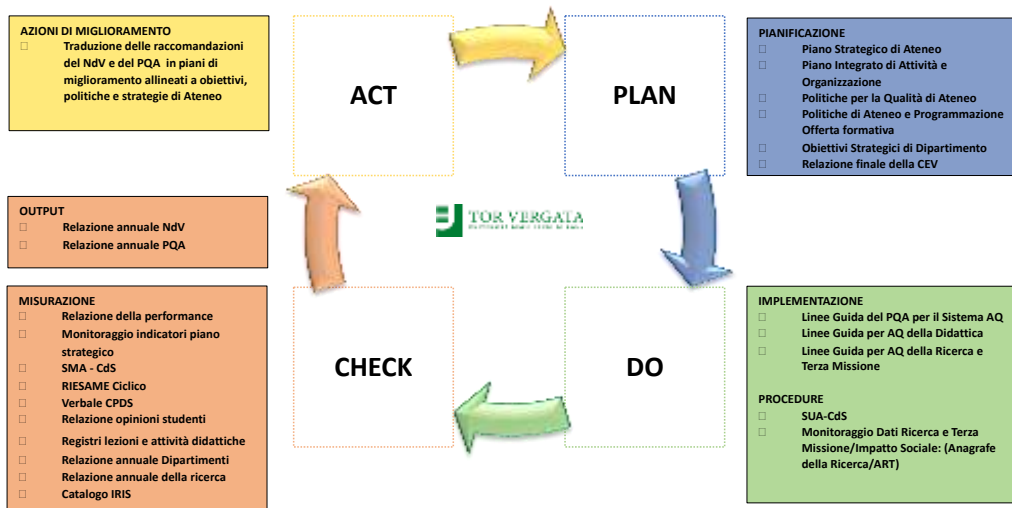 AZIONI DI MIGLIORAMENTO
Traduzione delle raccomandazioni
del NdV e del PQA in piani di
miglioramento allineati a obiettivi,
politiche e strategie di Ateneo
ACT
PLAN
PIANIFICAZIONE
Piano Strategico di Ateneo
Piano Integrato di Attività e
Organizzazione
Politiche per la Qualità di Ateneo
Politiche di Ateneo e Programmazione
Offerta formativa
Obiettivi Strategici di Dipartimento
Relazione finale della CEV
OUTPUT
Relazione annuale NdV
Relazione annuale PQA
TOR VERGATA
UNIVERSITÀ DEGLI STUDI DI ROMA
MISURAZIONE
Relazione della performance
Monitoraggio indicatori piano
strategico
SMA - CdS
RIESAME Ciclico
Verbale CPDS
Relazione opinioni studenti
Registri lezioni e attività didattiche
Relazione annuale Dipartimenti
Relazione annuale della ricerca
Catalogo IRIS
CHECK
DO
IMPLEMENTAZIONE
Linee Guida del PQA per il Sistema AQ
Linee Guida per AQ della Didattica
Linee Guida per AQ della Ricerca e
Terza Missione
PROCEDURE
SUA-CdS
Monitoraggio Dati Ricerca e Terza
Missione/Impatto Sociale: (Anagrafe
della Ricerca/ART)